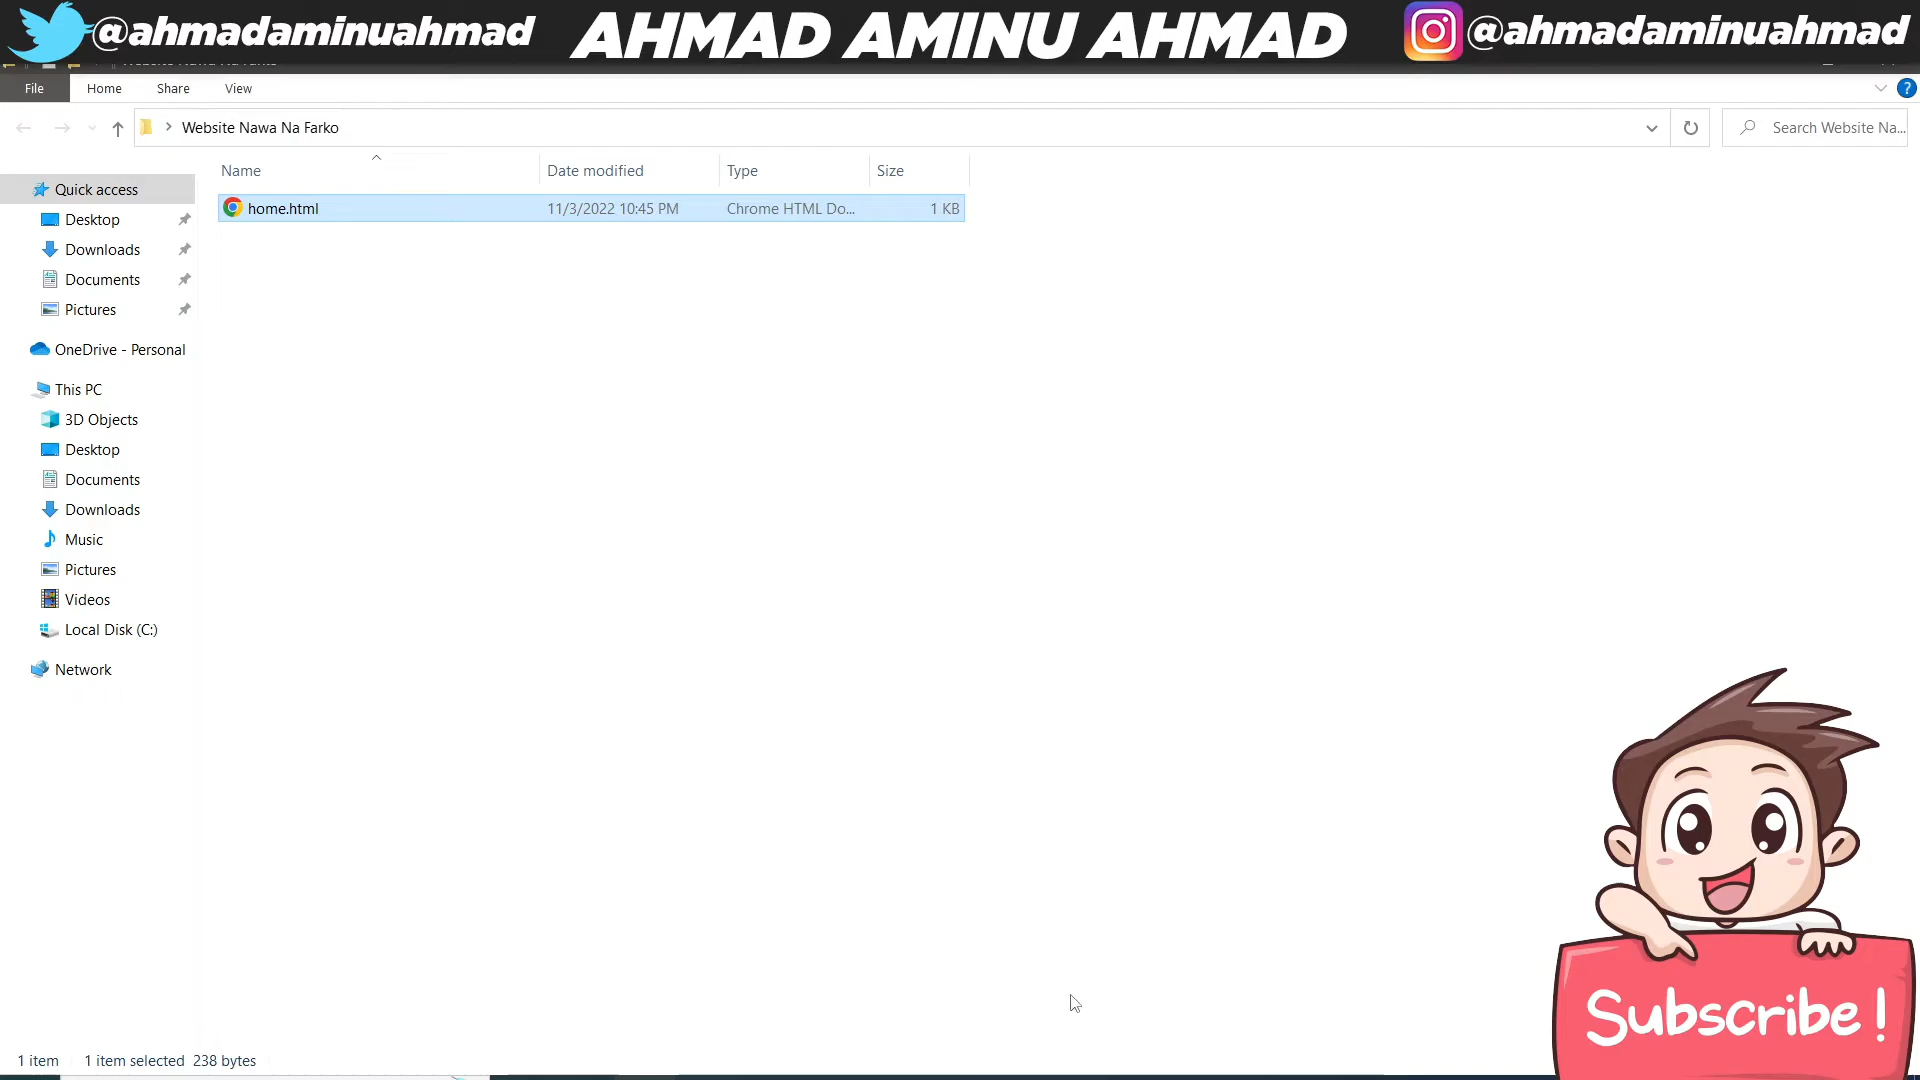 @ahmadaminuahmad AHMAD AMINU AHMAD @ahmadaminuahmad
File Home Share View ?
Website Nawa Na Farko Search Website Na...
Name Date modified Type Size
home.html 11/3/2022 10:45 PM Chrome HTML Do... 1 KB
Quick access
Desktop
Downloads
Documents
Pictures
OneDrive - Personal
This PC
3D Objects
Desktop
Documents
Downloads
Music
Pictures
Videos
Local Disk (C:)
Network
Subscribe!
1 item 1 item selected 238 bytes